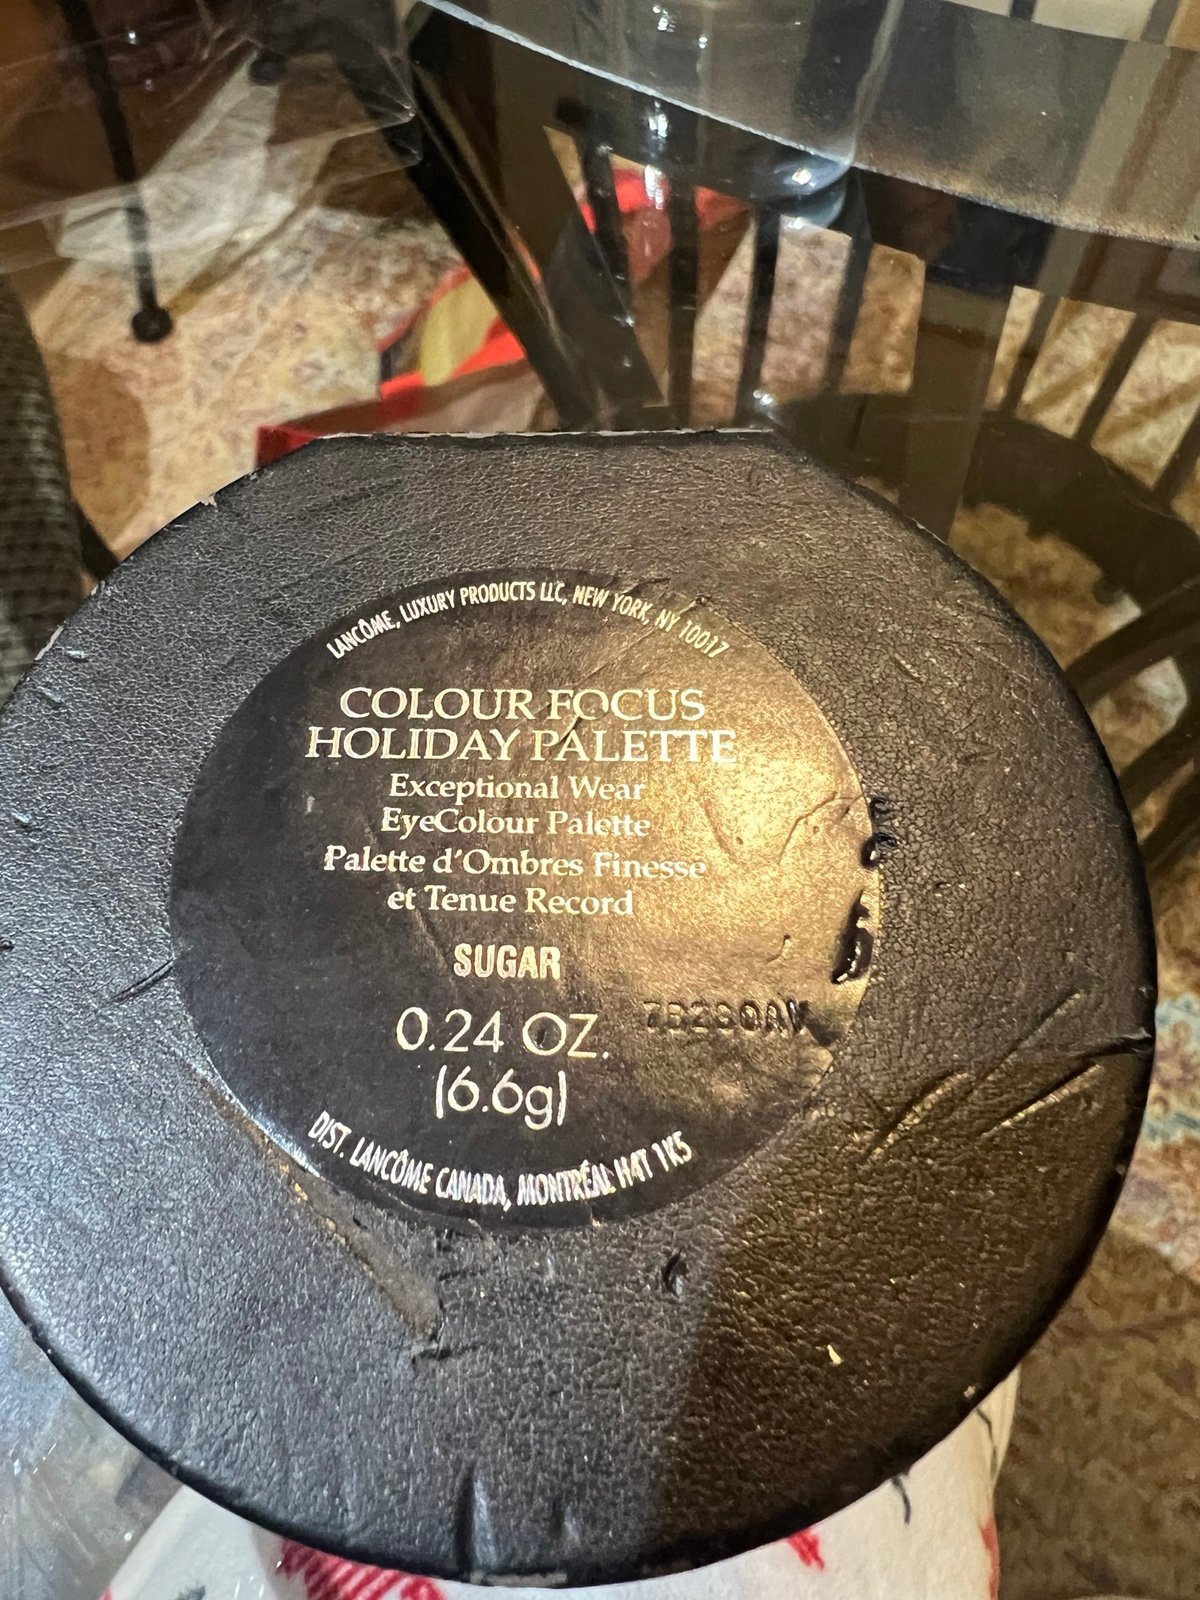 LANCÔME, LUXURY PRODUCTS LLC, NEW YORK, NY 10017
COLOUR FOCUS
HOLIDAY PALETTE
Exceptional Wear
EyeColour Palette
Palette d'Ombres Finesse
et Tenue Record
SUGAR
0.24 OZ.
(6.6g)
DIST. LANCÔME CANADA, MONTRÉAL H4T 1K5